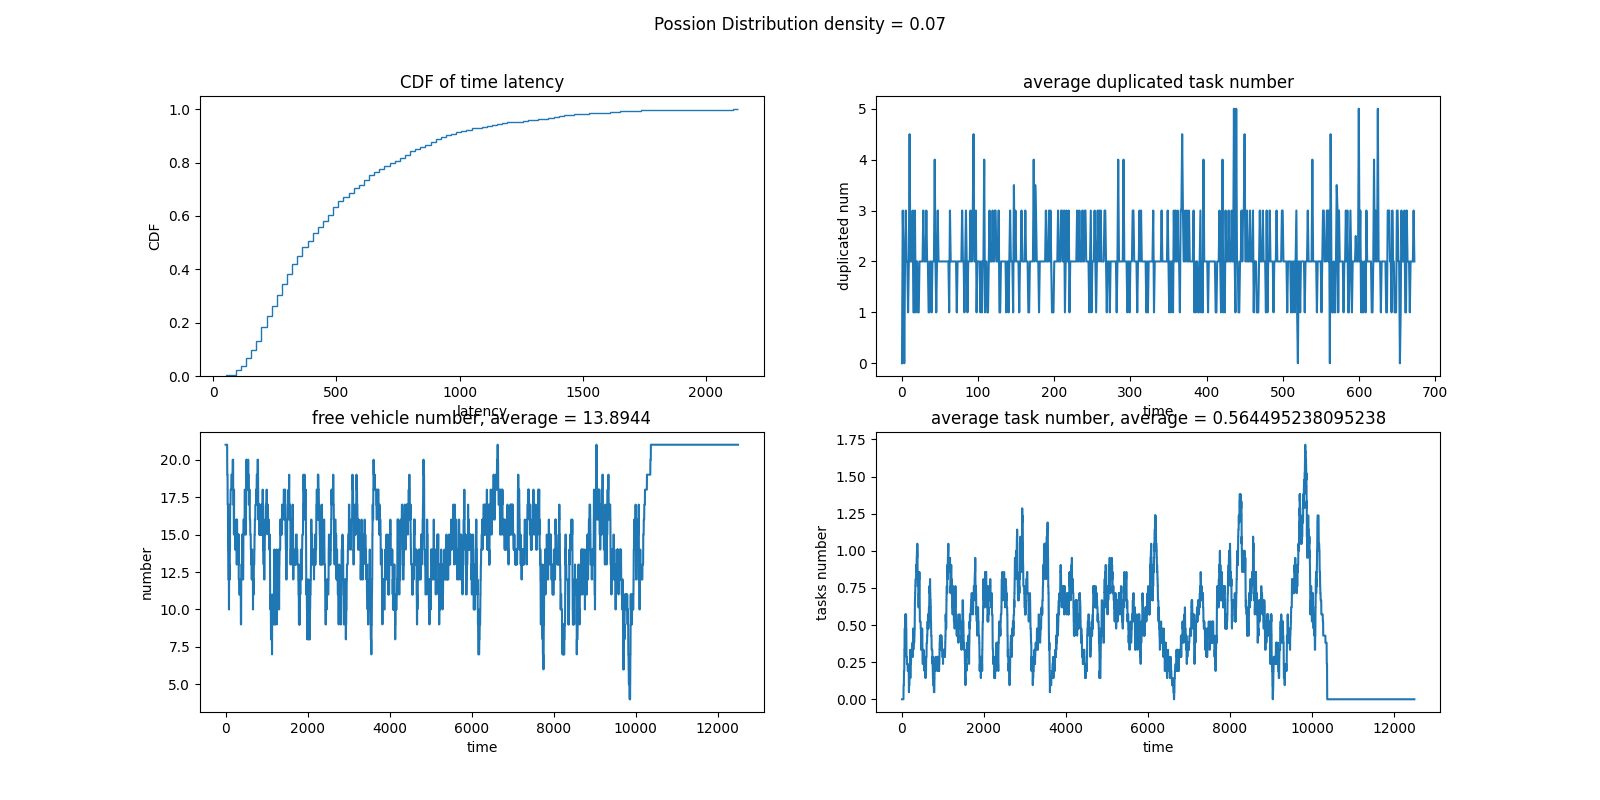 Possion Distribution density = 0.07
CDF of time latency
1.0
0.8
0.6
0.4
0.2
0.0
CDF
0 500 1000 1500 2000
latency
average duplicated task number
5
4
3
2
1
0
duplicated num
0 100 200 300 400 500 600 700
time
free vehicle number, average = 13.8944
20.0
17.5
15.0
12.5
10.0
7.5
5.0
number
0 2000 4000 6000 8000 10000 12000
time
average task number, average = 0.564495238095238
1.75
1.50
1.25
1.00
0.75
0.50
0.25
0.00
tasks number
0 2000 4000 6000 8000 10000 12000
time